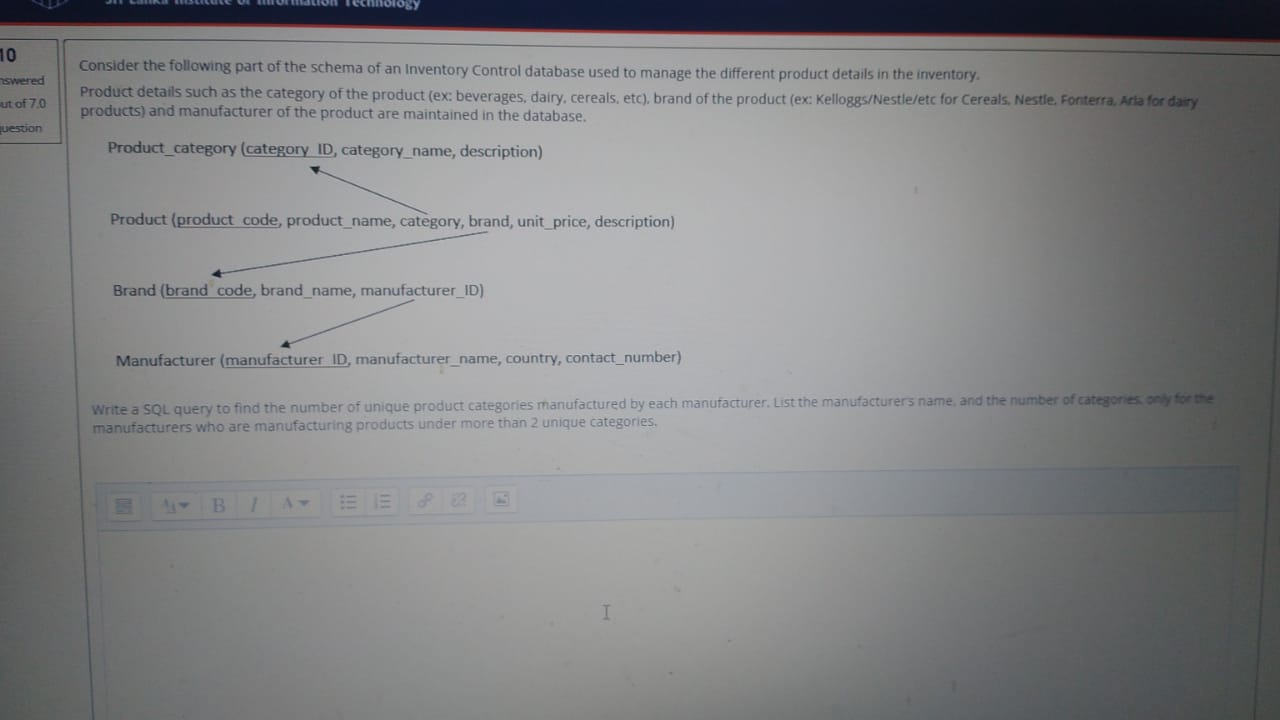 Sri Lanka Institute of Information Technology
10
nswered
ut of 7.0
uestion
Consider the following part of the schema of an Inventory Control database used to manage the different product details in the inventory.
Product details such as the category of the product (ex: beverages, dairy, cereals, etc), brand of the product (ex: Kelloggs/Nestle/etc for Cereals, Nestle, Fonterra, Arla for dairy
products) and manufacturer of the product are maintained in the database.
Product_category (category_ID, category_name, description)
Product (product_code, product_name, category, brand, unit_price, description)
Brand (brand_code, brand_name, manufacturer_ID)
Manufacturer (manufacturer_ID, manufacturer_name, country, contact_number)
Write a SQL query to find the number of unique product categories manufactured by each manufacturer. List the manufacturer's name, and the number of categories, only for the
manufacturers who are manufacturing products under more than 2 unique categories.
B I A